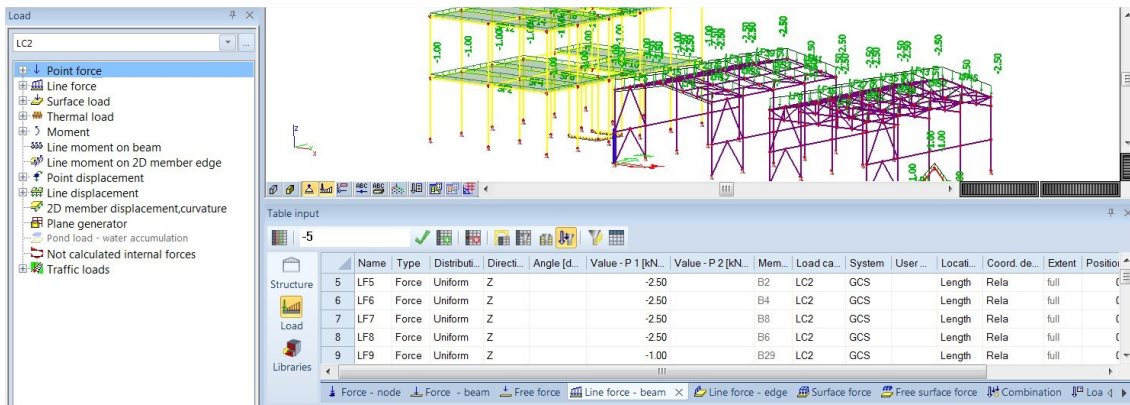 Load
LC2
...
Point force
Line force
Surface load
Thermal load
Moment
Line moment on beam
Line moment on 2D member edge
Point displacement
Line displacement
2D member displacement,curvature
Plane generator
Pond load - water accumulation
Not calculated internal forces
Traffic loads
-1.00 -1.00 -1.00 -2.50 -2.50 -2.50 -2.50
z
ABC ABC
Table input
-5
Structure
Load
Libraries
Name Type Distributi... Directi... Angle [d... Value - P 1 [kN... Value - P 2 [kN... Mem... Load ca... System User ... Locati... Coord. de... Extent Position
5 LF5 Force Uniform Z -2.50 B2 LC2 GCS Length Rela full
6 LF6 Force Uniform Z -2.50 B4 LC2 GCS Length Rela full
7 LF7 Force Uniform Z -2.50 B8 LC2 GCS Length Rela full
8 LF8 Force Uniform Z -2.50 B6 LC2 GCS Length Rela full
9 LF9 Force Uniform Z -1.00 B29 LC2 GCS Length Rela full
Force - node Force - beam Free force Line force - beam Line force - edge Surface force Free surface force Combination Loa